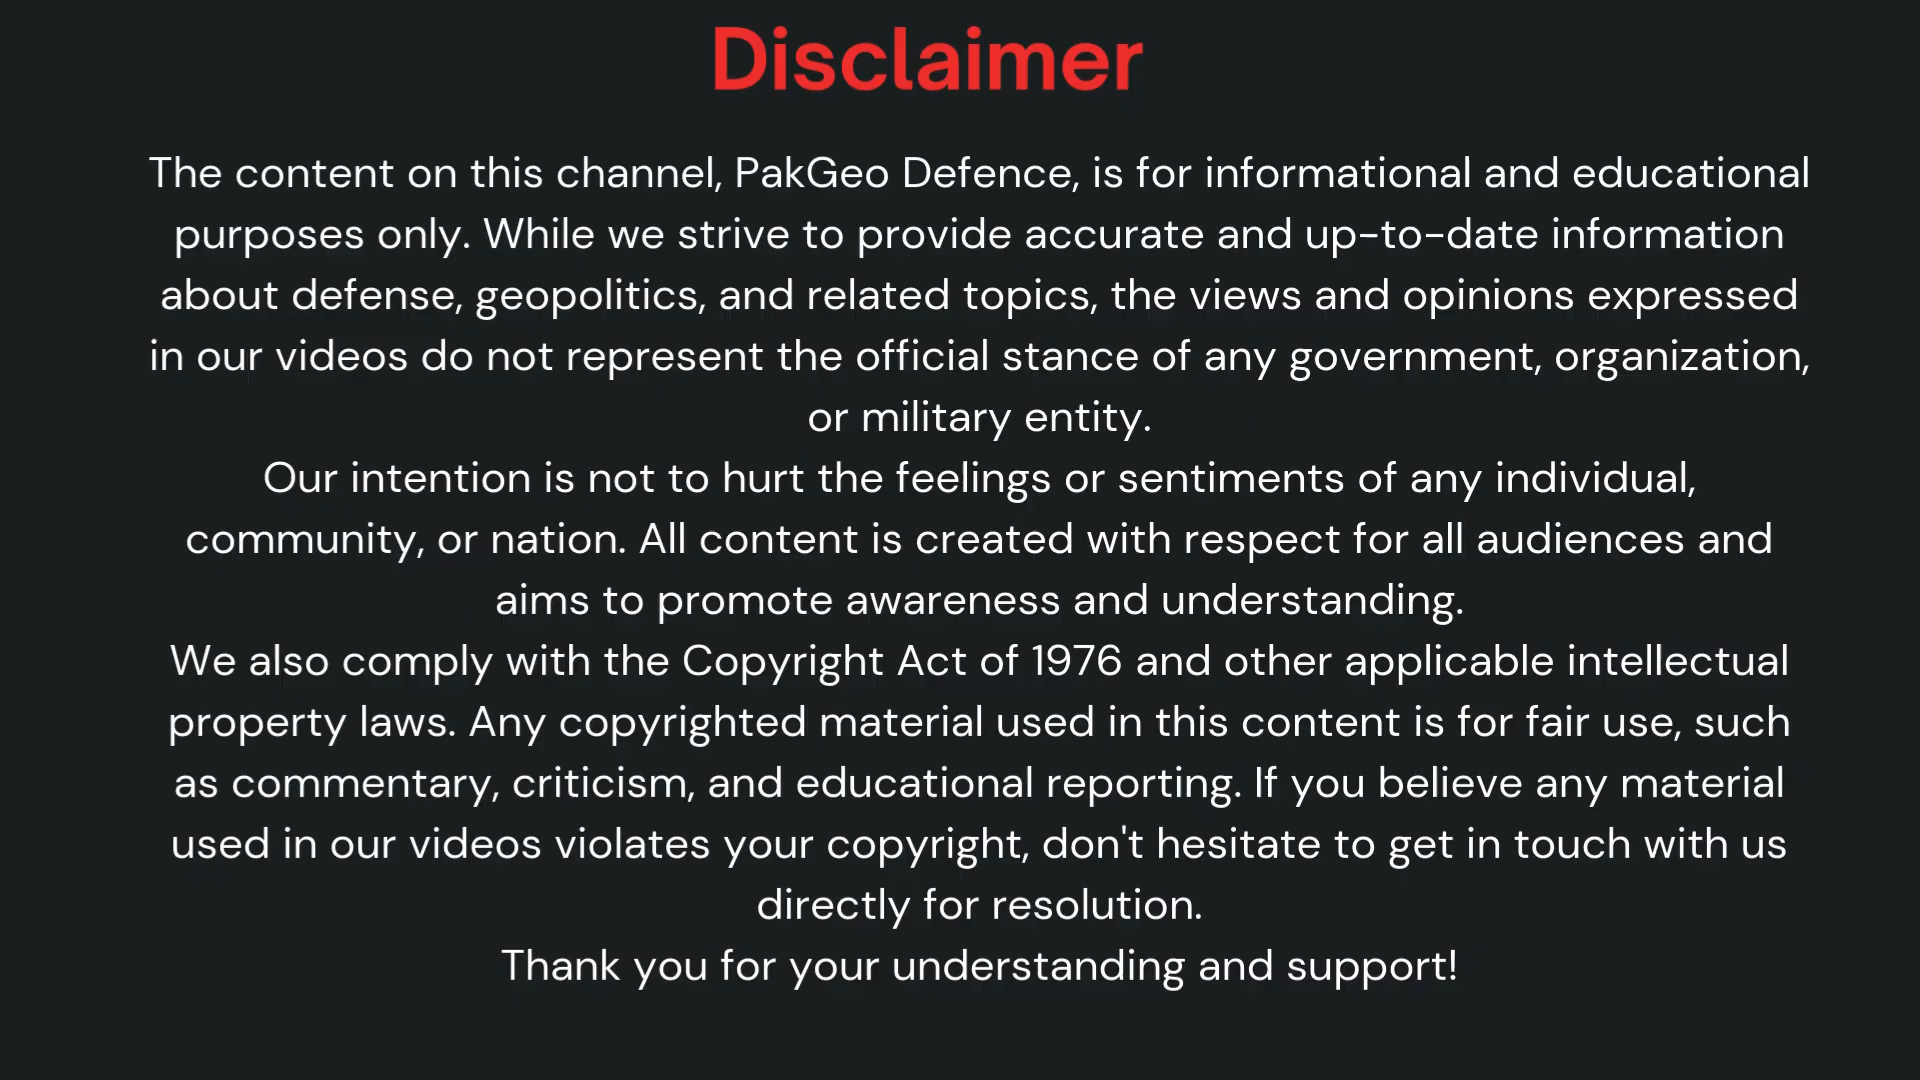 Disclaimer
The content on this channel, PakGeo Defence, is for informational and educational
purposes only. While we strive to provide accurate and up-to-date information
about defense, geopolitics, and related topics, the views and opinions expressed
in our videos do not represent the official stance of any government, organization,
or military entity.
Our intention is not to hurt the feelings or sentiments of any individual,
community, or nation. All content is created with respect for all audiences and
aims to promote awareness and understanding.
We also comply with the Copyright Act of 1976 and other applicable intellectual
property laws. Any copyrighted material used in this content is for fair use, such
as commentary, criticism, and educational reporting. If you believe any material
used in our videos violates your copyright, don't hesitate to get in touch with us
directly for resolution.
Thank you for your understanding and support!